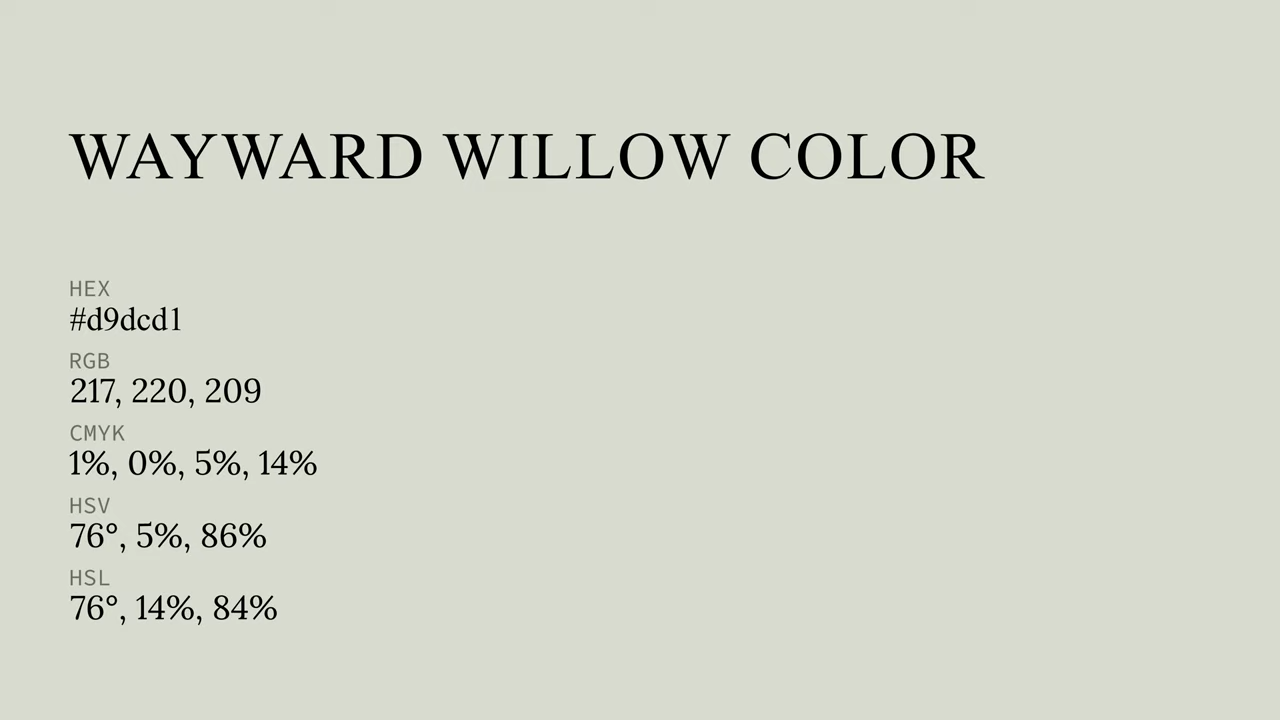 WAYWARD WILLOW COLOR
HEX
#d9dcd1
RGB
217, 220, 209
CMYK
1%, 0%, 5%, 14%
HSV
76°, 5%, 86%
HSL
76°, 14%, 84%